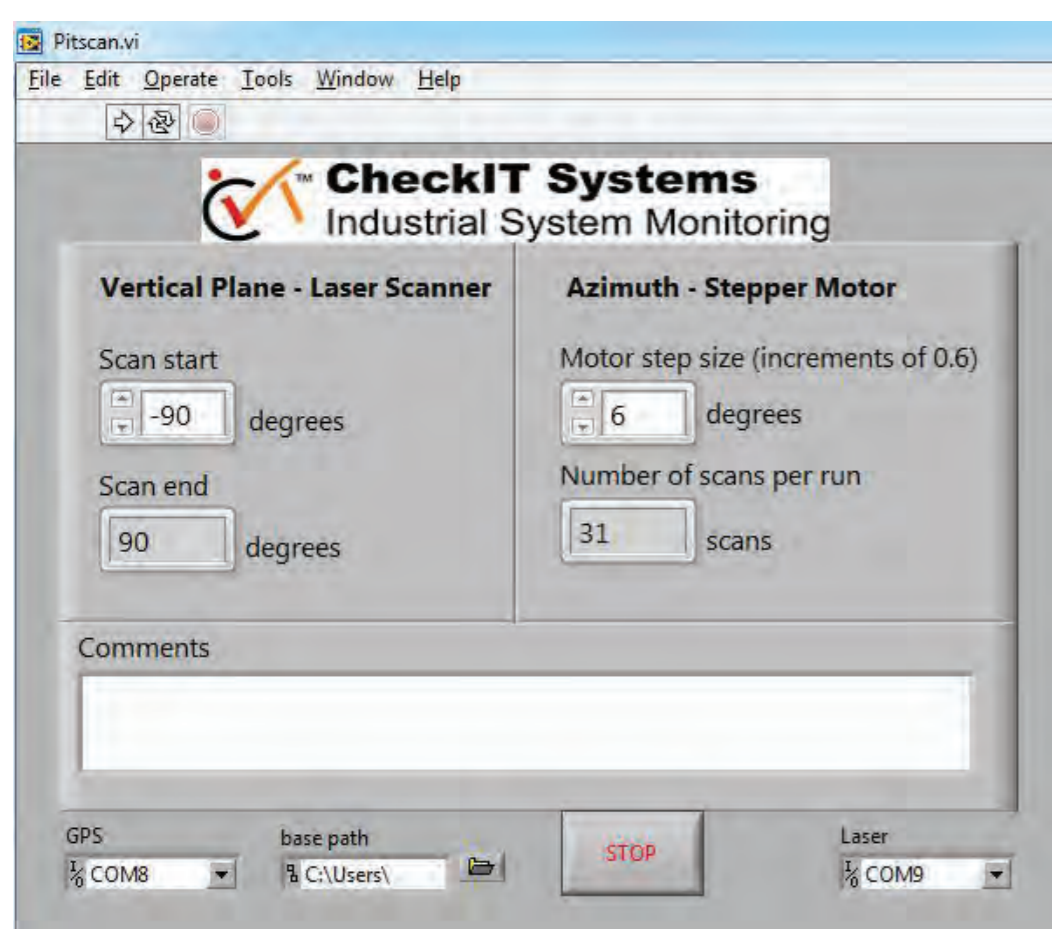 Pitscan.vi
File Edit Operate Tools Window Help
TM
CheckIT Systems
Industrial System Monitoring
Vertical Plane - Laser Scanner
Scan start
-90 degrees
Scan end
90 degrees
Azimuth - Stepper Motor
Motor step size (increments of 0.6)
6 degrees
Number of scans per run
31 scans
Comments
GPS
COM8
base path
C:\Users\
STOP
Laser
COM9